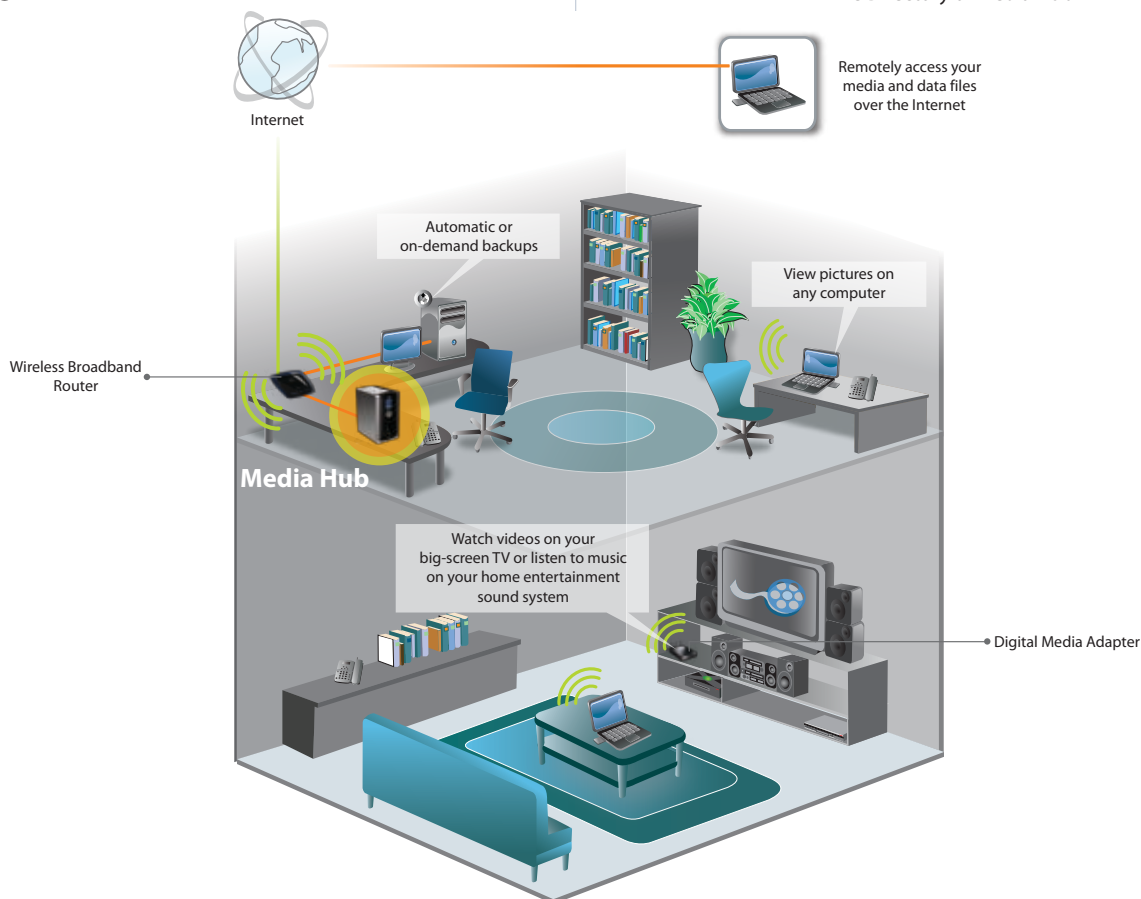 Remotely access your
media and data files
over the Internet
Internet
Automatic or
on-demand backups
View pictures on
any computer
Wireless Broadband
Router
Media Hub
Watch videos on your
big-screen TV or listen to music
on your home entertainment
sound system
Digital Media Adapter